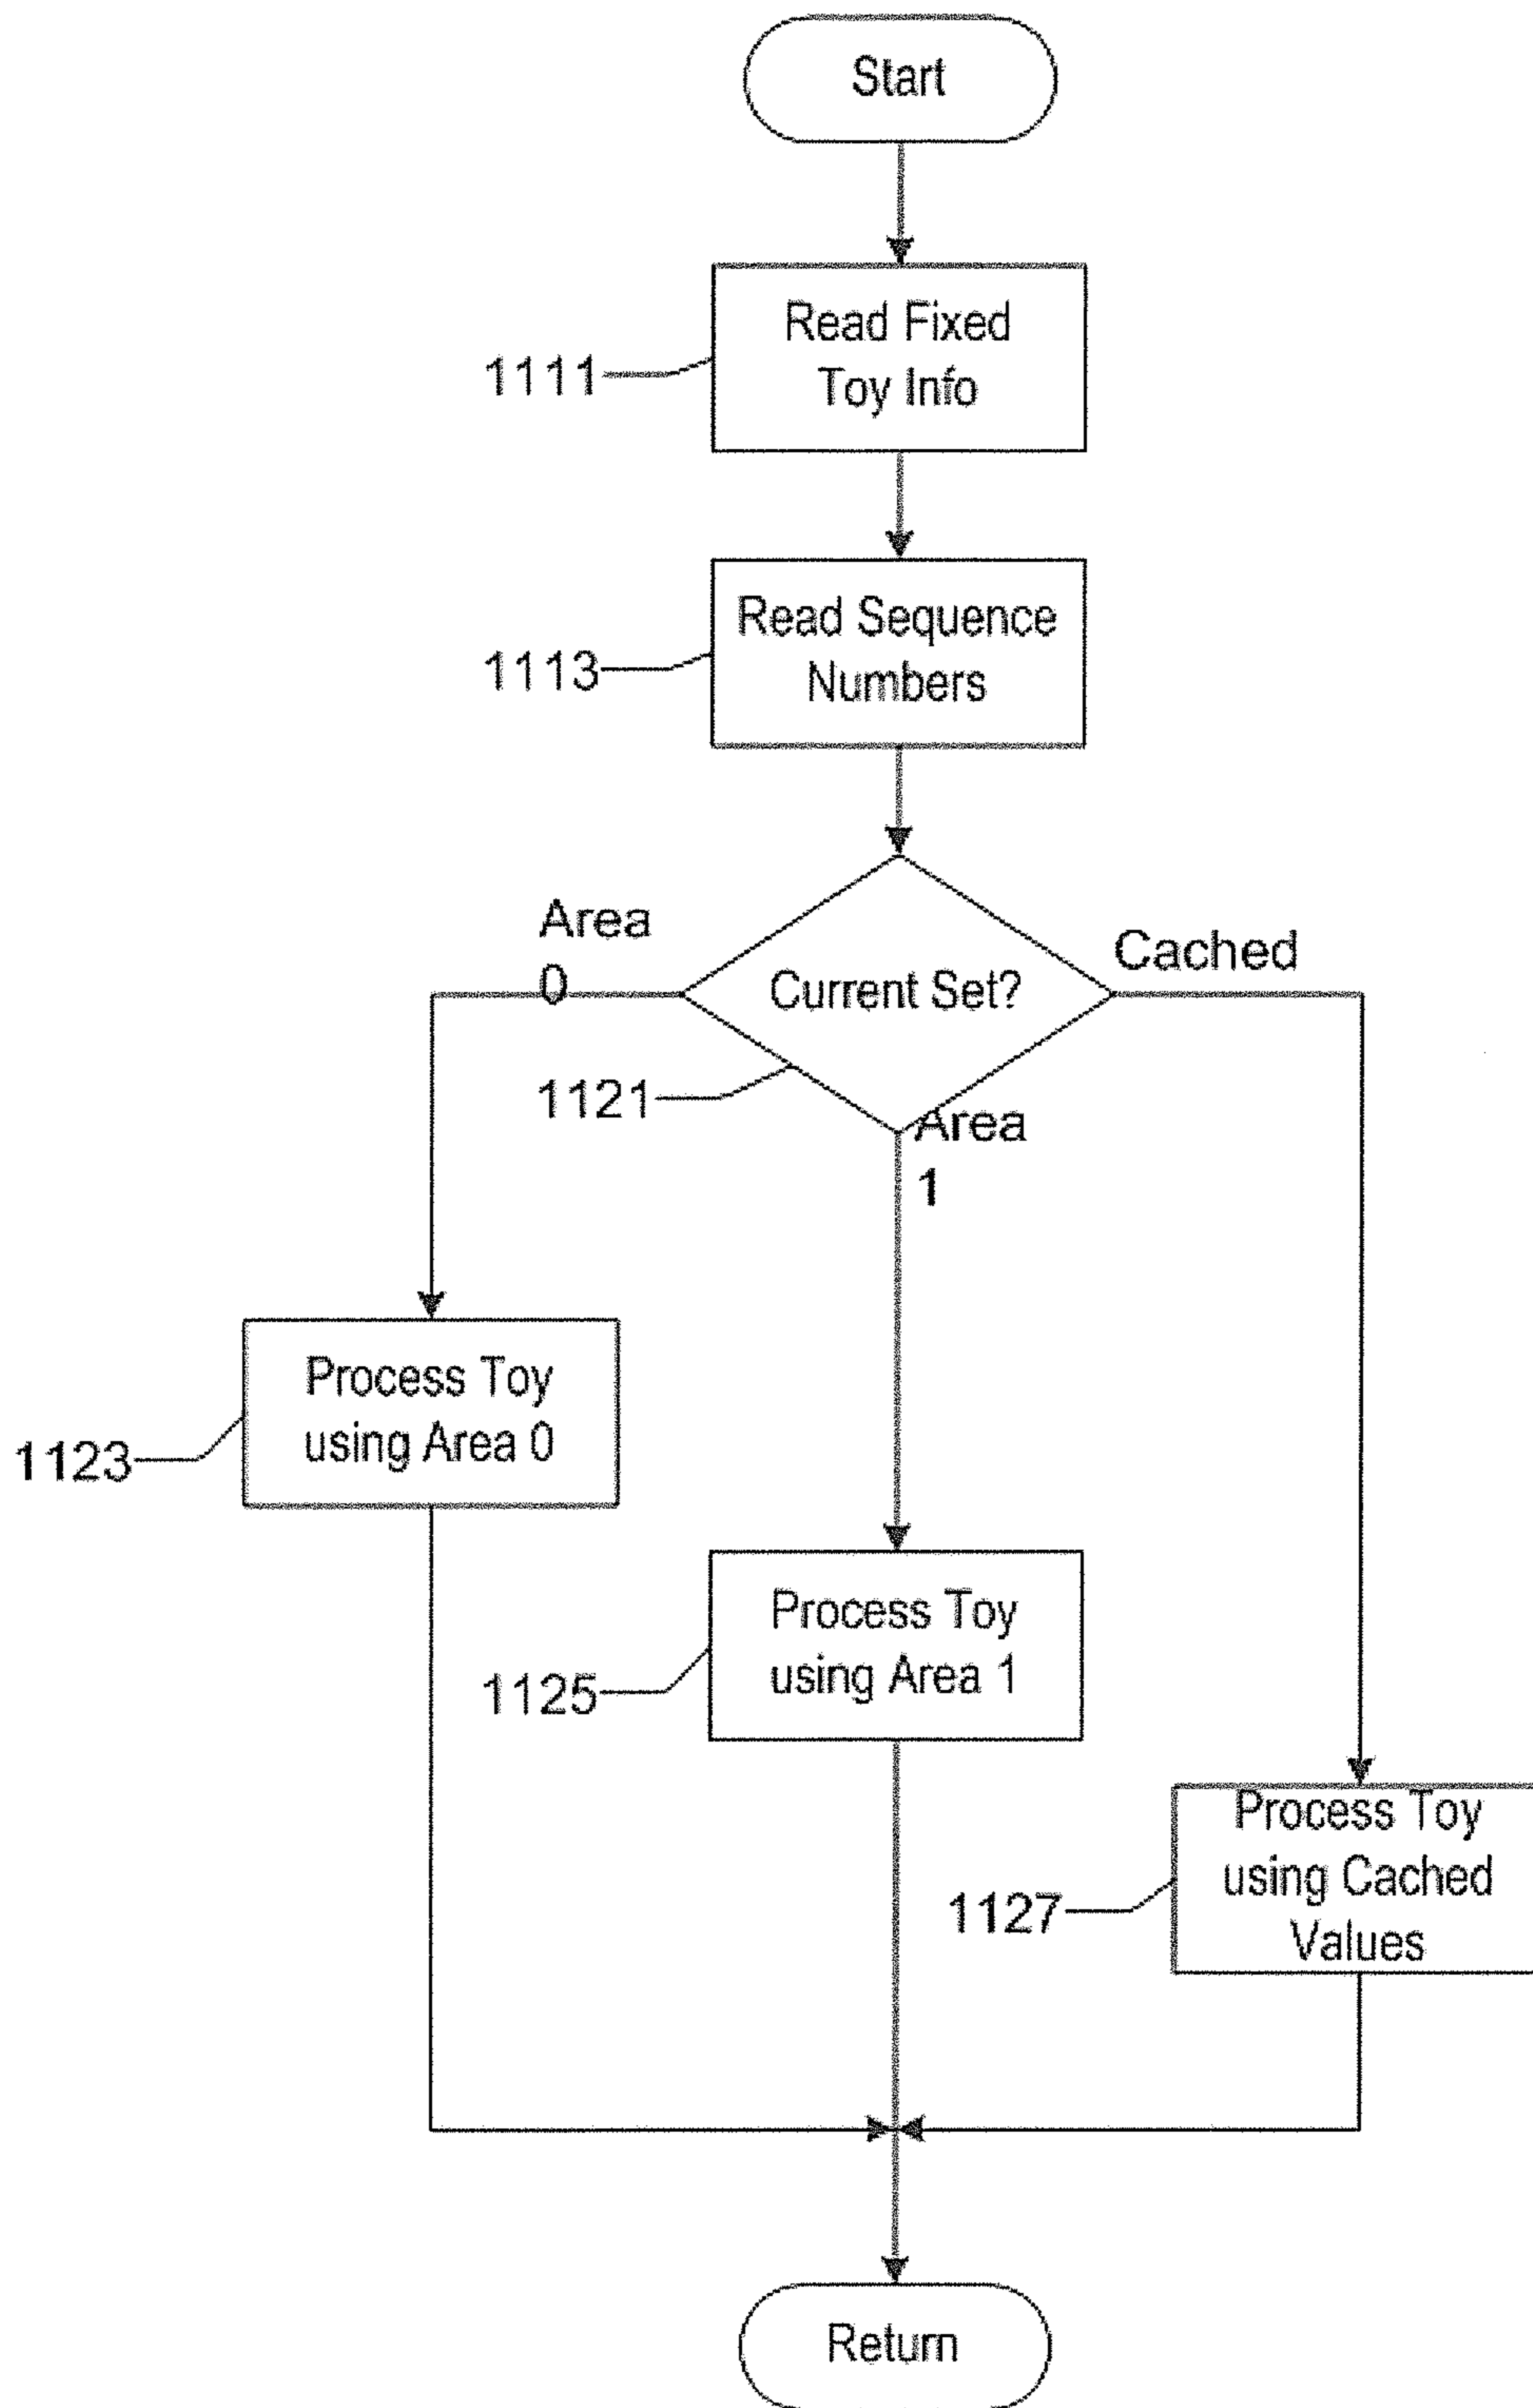 Start
Read Fixed
Toy Info
1111
Read Sequence
Numbers
1113
Area
0
Current Set?
Cached
1121
Area
1
Process Toy
using Area 0
1123
Process Toy
using Area 1
1125
Process Toy
using Cached
Values
1127
Return